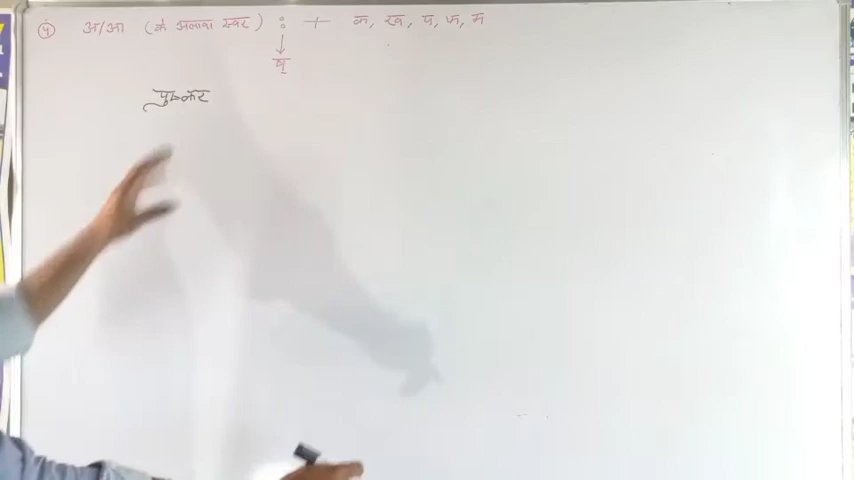 ५ अ/आ (के अलावा स्वर) : + क, ख, प, फ, म
↓
ष्